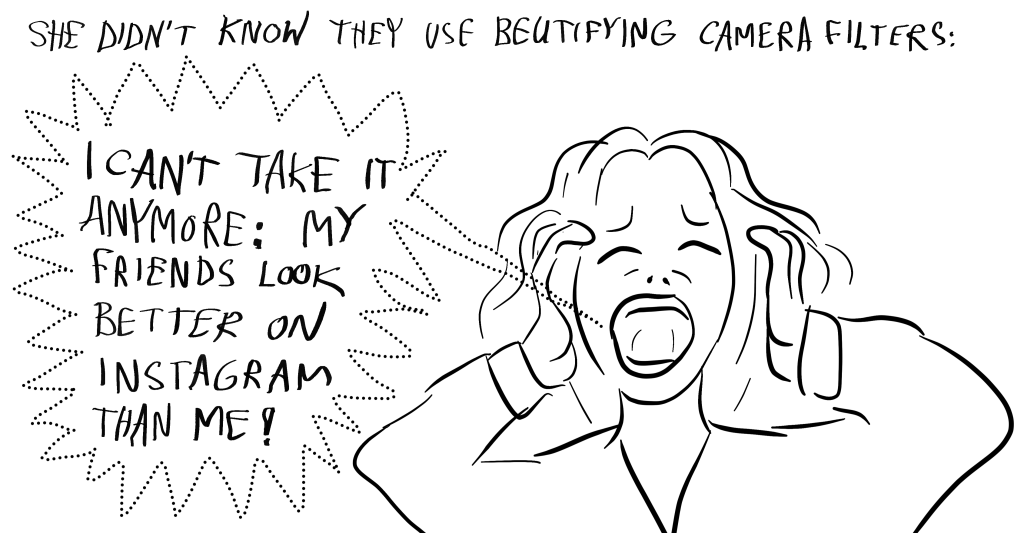 SHE DIDN'T KNOW THEY USE BEUTIFYING CAMERA FILTERS:
I CAN'T TAKE IT
ANYMORE: MY
FRIENDS LOOK
BETTER ON
INSTAGRAM
THAN ME!